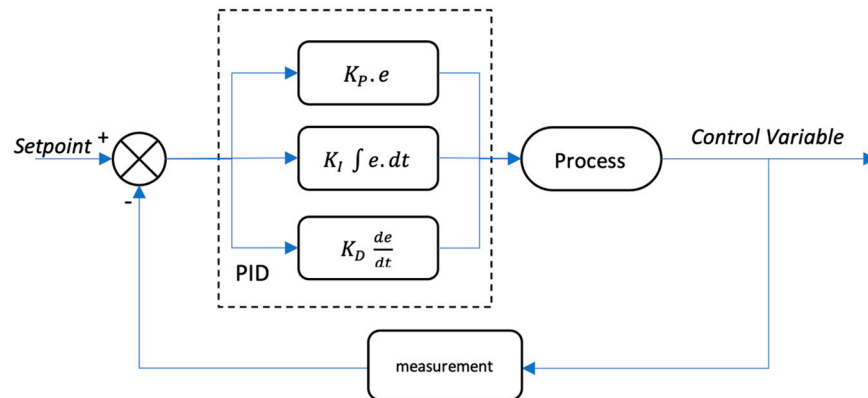 K_P . e
Setpoint
+
Control Variable
K_I ∫ e. dt
Process
-
K_D de/dt
PID
measurement